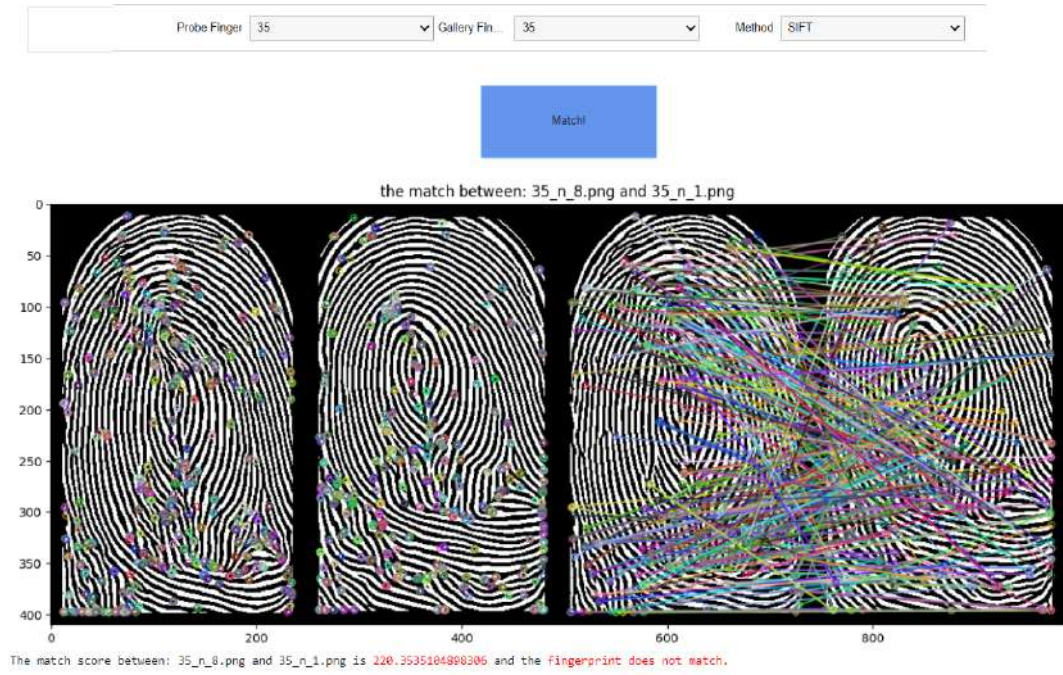 Probe Finger 35 Gallery Fin... 35 Method SIFT
Match!
the match between: 35_n_8.png and 35_n_1.png
0
50
100
150
200
250
300
350
400
0 200 400 600 800
The match score between: 35_n_8.png and 35_n_1.png is 220.3535104898306 and the fingerprint does not match.